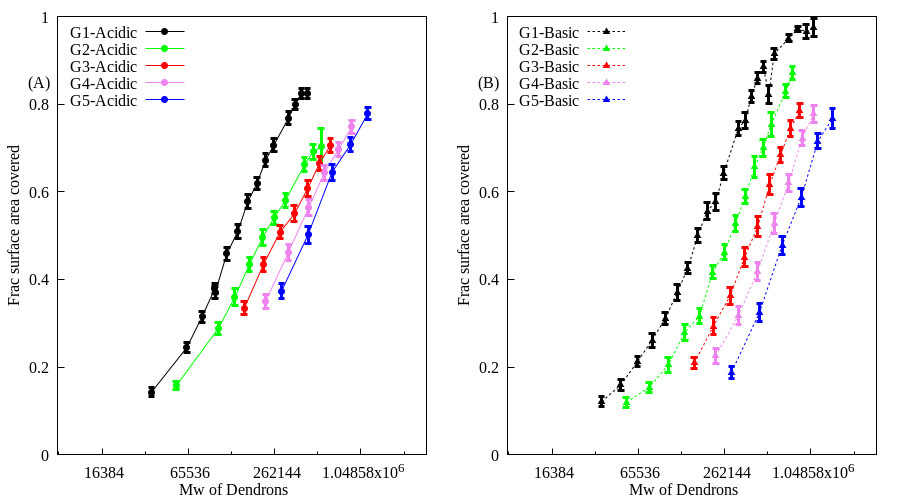 (A)
G1-Acidic
G2-Acidic
G3-Acidic
G4-Acidic
G5-Acidic
Frac surface area covered
1
0.8
0.6
0.4
0.2
0
16384 65536 262144 1.04858x10^6
Mw of Dendrons
(B)
G1-Basic
G2-Basic
G3-Basic
G4-Basic
G5-Basic
Frac surface area covered
1
0.8
0.6
0.4
0.2
0
16384 65536 262144 1.04858x10^6
Mw of Dendrons